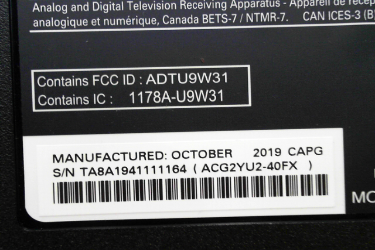 Analog and Digital Television Receiving Apparatus - Appareil de récep
analogique et numérique, Canada BETS-7 / NTMR-7. CAN ICES-3 (B)
Contains FCC ID : ADTU9W31
Contains IC : 1178A-U9W31
MANUFACTURED: OCTOBER 2019 CAPG
S/N TA8A1941111164 ( ACG2YU2-40FX )
MO